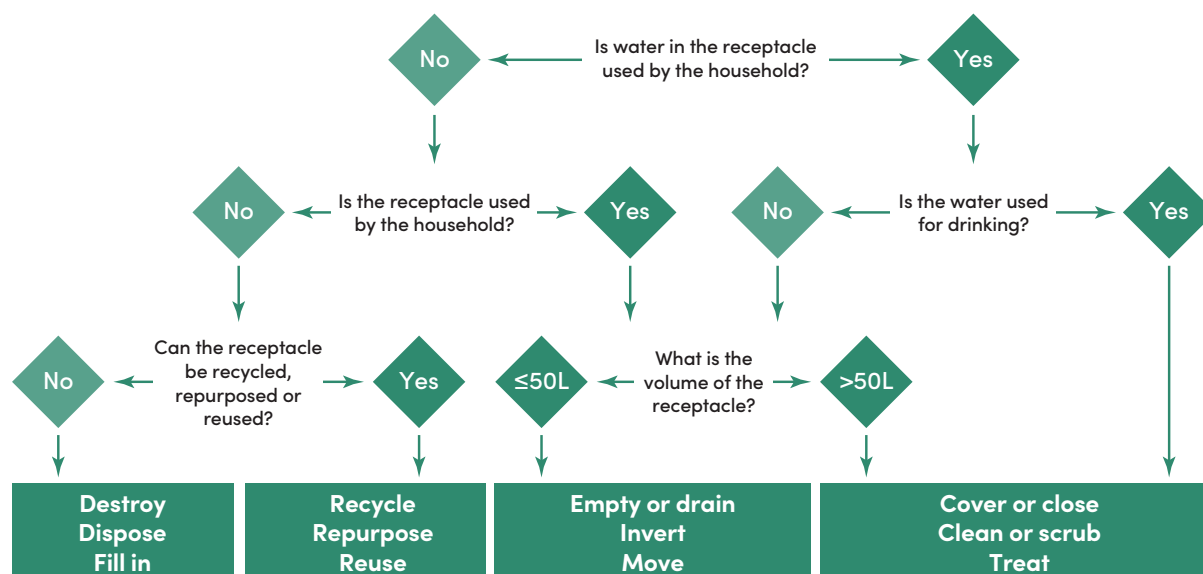 No
Is water in the receptacle
used by the household?
Yes
No
Is the receptacle used
by the household?
Yes
No
Is the water used
for drinking?
Yes
No
Can the receptacle
be recycled,
repurposed or
reused?
Yes
≤50L
What is the
volume of the
receptacle?
>50L
Destroy
Dispose
Fill in
Recycle
Repurpose
Reuse
Empty or drain
Invert
Move
Cover or close
Clean or scrub
Treat